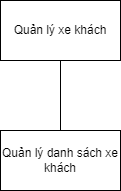 Quản lý xe khách
Quản lý danh sách xe
khách